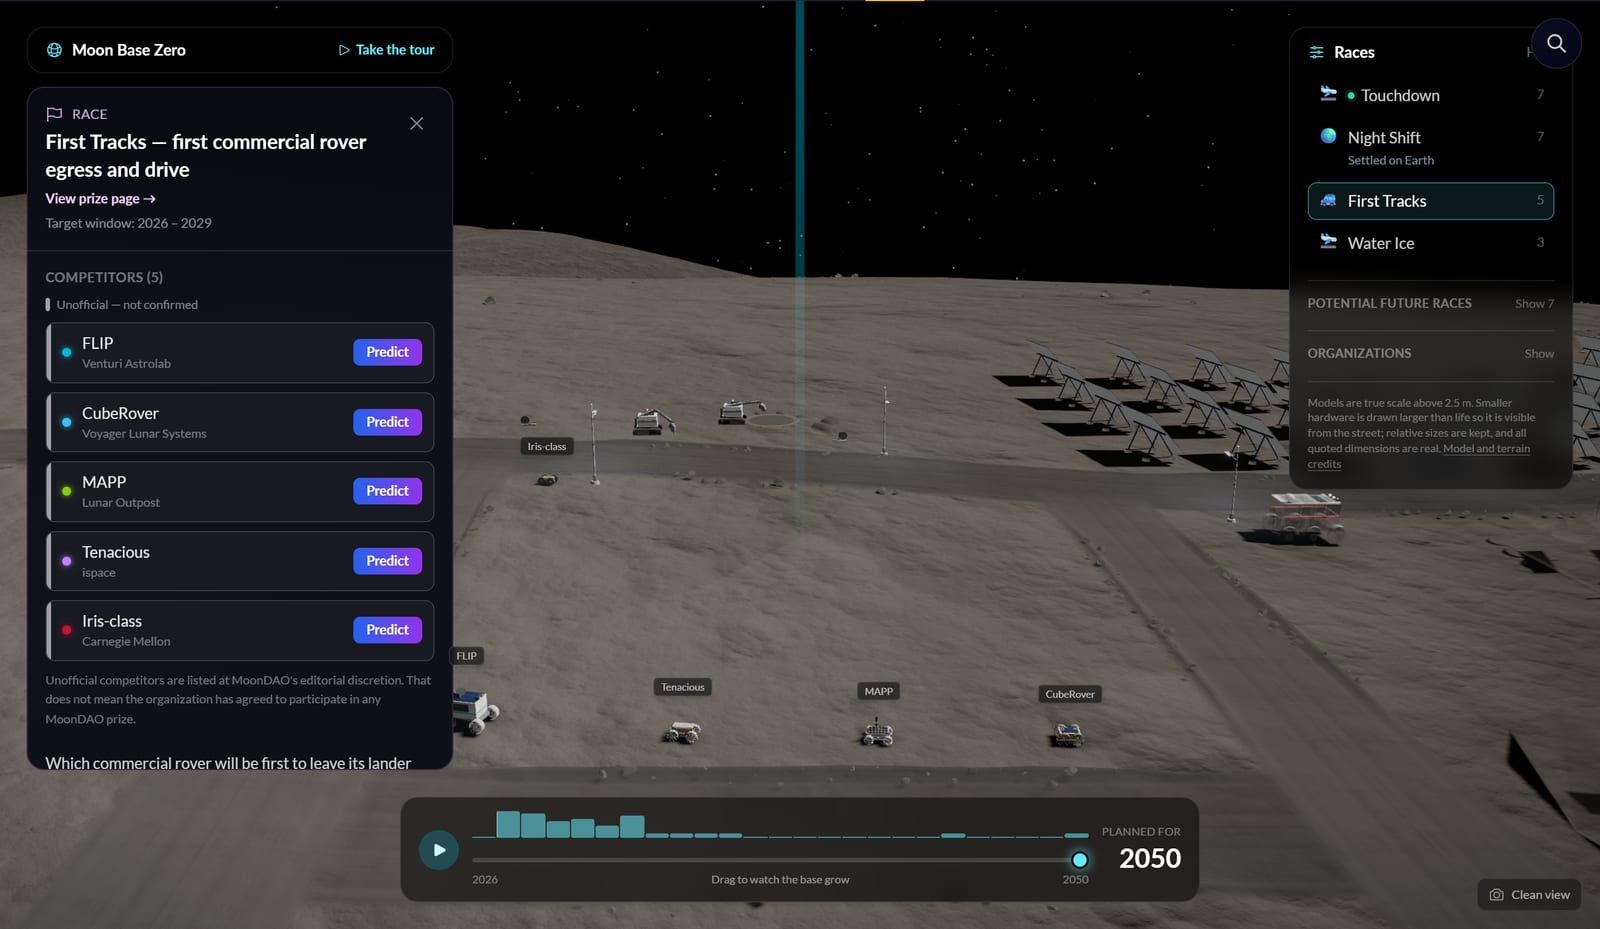 Moon Base Zero
Take the tour
RACE
First Tracks — first commercial rover
egress and drive
View prize page →
Target window: 2026 – 2029
COMPETITORS (5)
Unofficial — not confirmed
FLIP
Venturi Astrolab
Predict
CubeRover
Voyager Lunar Systems
Predict
MAPP
Lunar Outpost
Predict
Tenacious
ispace
Predict
Iris-class
Carnegie Mellon
Predict
Unofficial competitors are listed at MoonDAO's editorial discretion. That
does not mean the organization has agreed to participate in any
MoonDAO prize.
Which commercial rover will be first to leave its lander
Iris-class
FLIP
Tenacious
MAPP
CubeRover
Races
Touchdown 7
Night Shift 7
Settled on Earth
First Tracks 5
Water Ice 3
POTENTIAL FUTURE RACES Show 7
ORGANIZATIONS Show
Models are true scale above 2.5 m. Smaller
hardware is drawn larger than life so it is visible
from the street; relative sizes are kept, and all
quoted dimensions are real. Model and terrain
credits
PLANNED FOR
2050
2026
Drag to watch the base grow
2050
Clean view